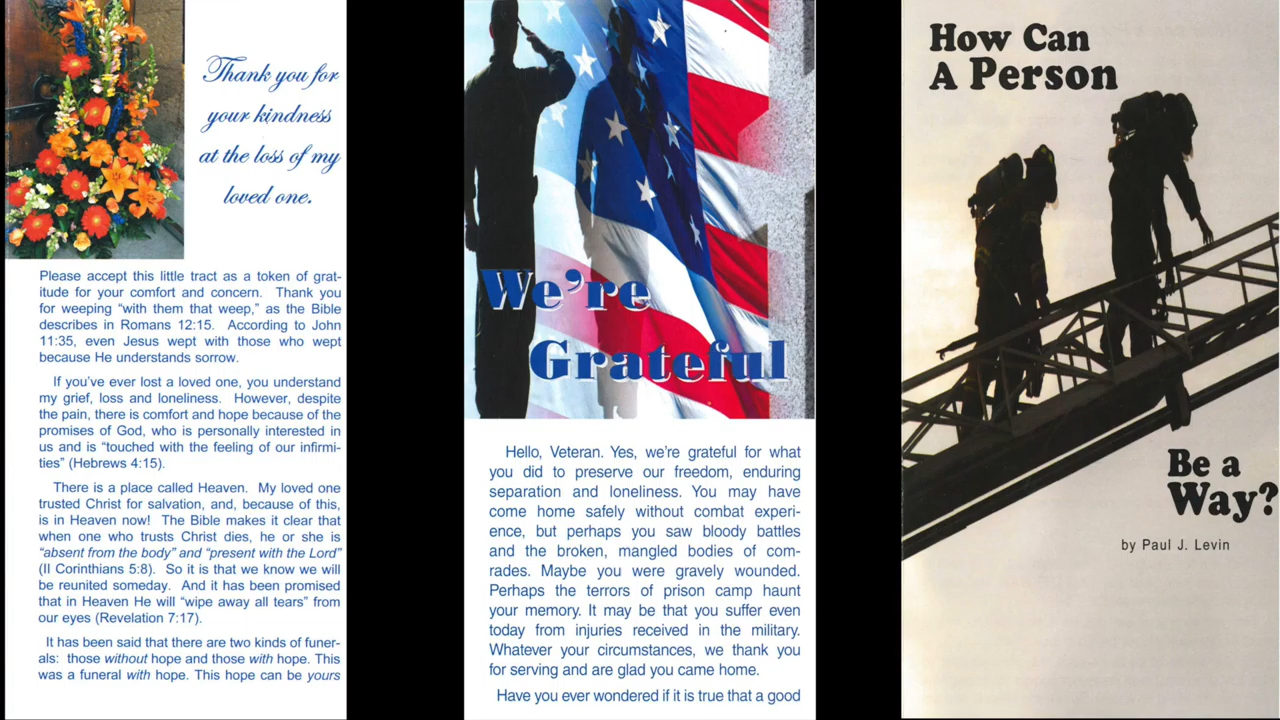 Thank you for
your kindness
at the loss of my
loved one.
Please accept this little tract as a token of grat-
itude for your comfort and concern. Thank you
for weeping “with them that weep,” as the Bible
describes in Romans 12:15. According to John
11:35, even Jesus wept with those who wept
because He understands sorrow.
If you’ve ever lost a loved one, you understand
my grief, loss and loneliness. However, despite
the pain, there is comfort and hope because of the
promises of God, who is personally interested in
us and is “touched with the feeling of our infirmi-
ties” (Hebrews 4:15).
There is a place called Heaven. My loved one
trusted Christ for salvation, and, because of this,
is in Heaven now! The Bible makes it clear that
when one who trusts Christ dies, he or she is
“absent from the body” and “present with the Lord”
(II Corinthians 5:8). So it is that we know we will
be reunited someday. And it has been promised
that in Heaven He will “wipe away all tears” from
our eyes (Revelation 7:17).
It has been said that there are two kinds of funer-
als: those without hope and those with hope. This
was a funeral with hope. This hope can be yours
We’re
Grateful
Hello, Veteran. Yes, we’re grateful for what
you did to preserve our freedom, enduring
separation and loneliness. You may have
come home safely without combat experi-
ence, but perhaps you saw bloody battles
and the broken, mangled bodies of com-
rades. Maybe you were gravely wounded.
Perhaps the terrors of prison camp haunt
your memory. It may be that you suffer even
today from injuries received in the military.
Whatever your circumstances, we thank you
for serving and are glad you came home.
Have you ever wondered if it is true that a good
How Can
A Person
Be a
Way?
by Paul J. Levin